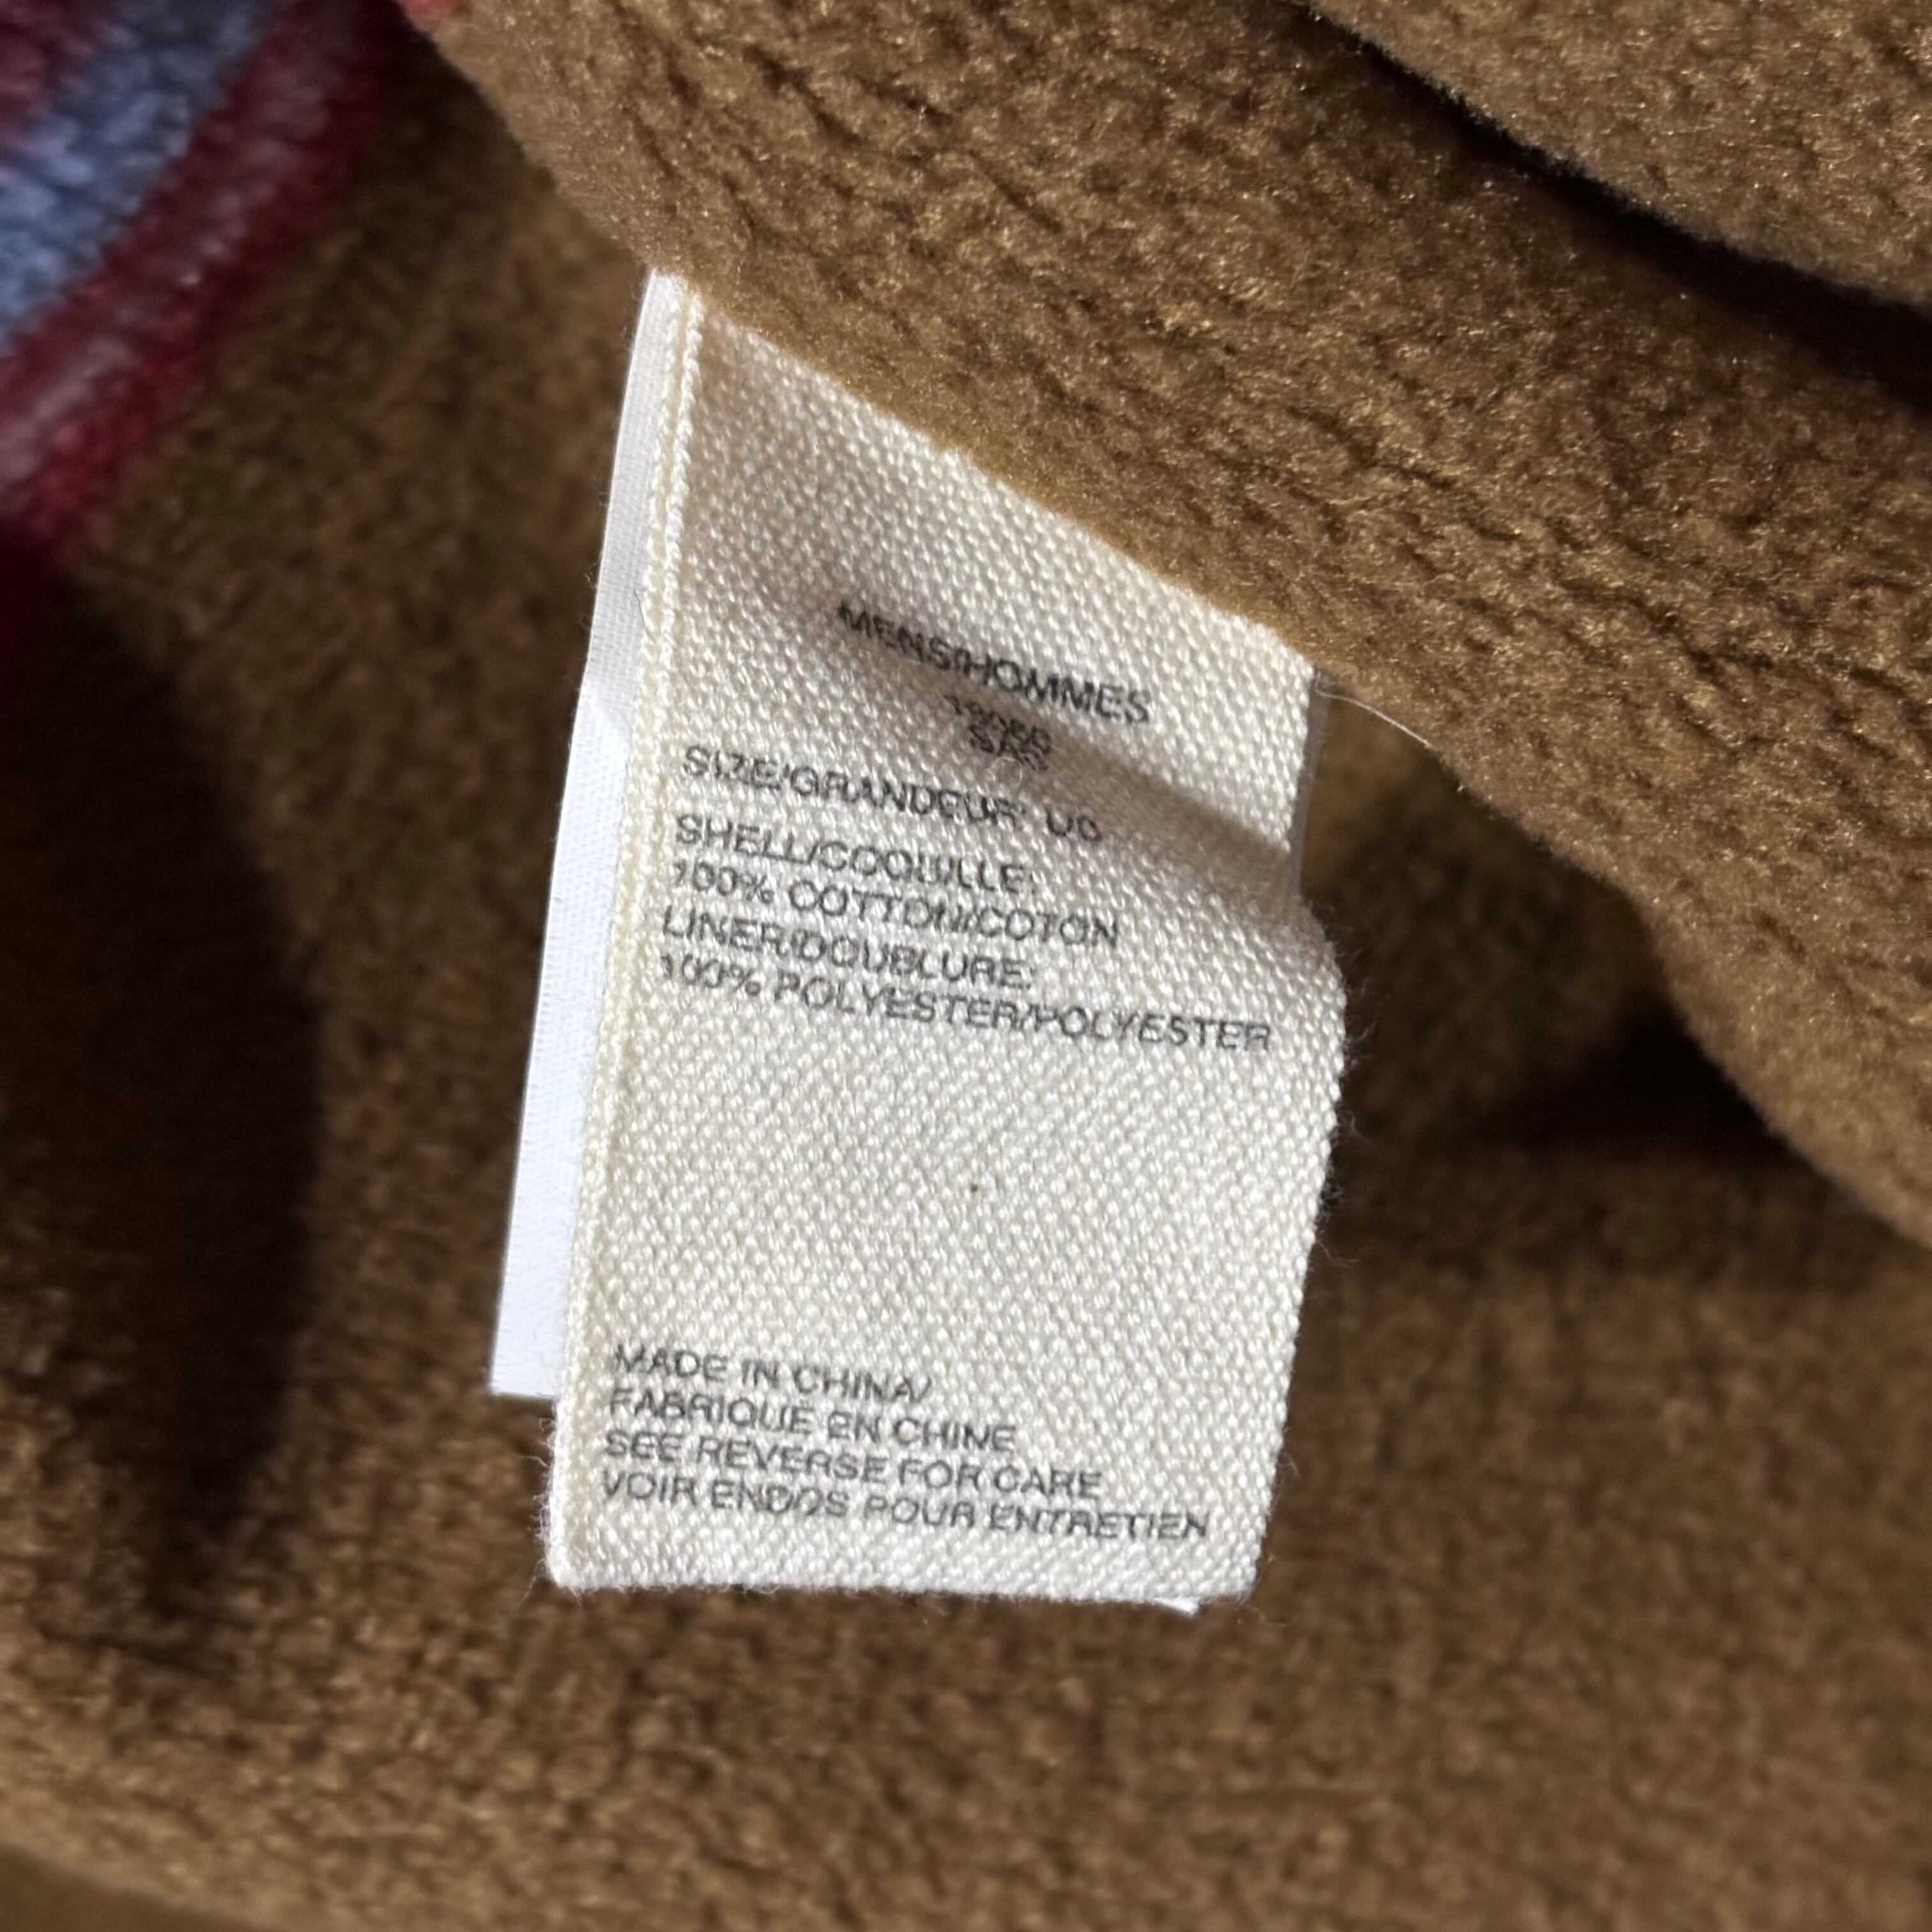 MENS/HOMMES
SIZE/GRANDEUR:
SHELL/COQUILLE:
100% COTTON/COTON
LINER/DOUBLURE:
100% POLYESTER/POLYESTER
MADE IN CHINA/
FABRIQUE EN CHINE
SEE REVERSE FOR CARE
VOIR ENDOS POUR ENTRETIEN